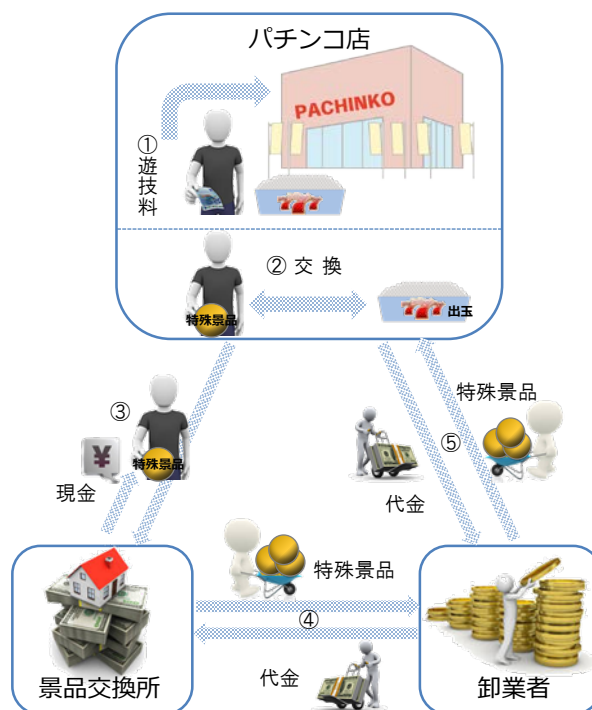 パチンコ店
PACHINKO
①遊技料
777
② 交 換
特殊景品
777
出玉
③
特殊景品
¥
現金
特殊景品
⑤
代金
特殊景品
④
代金
景品交換所
卸業者